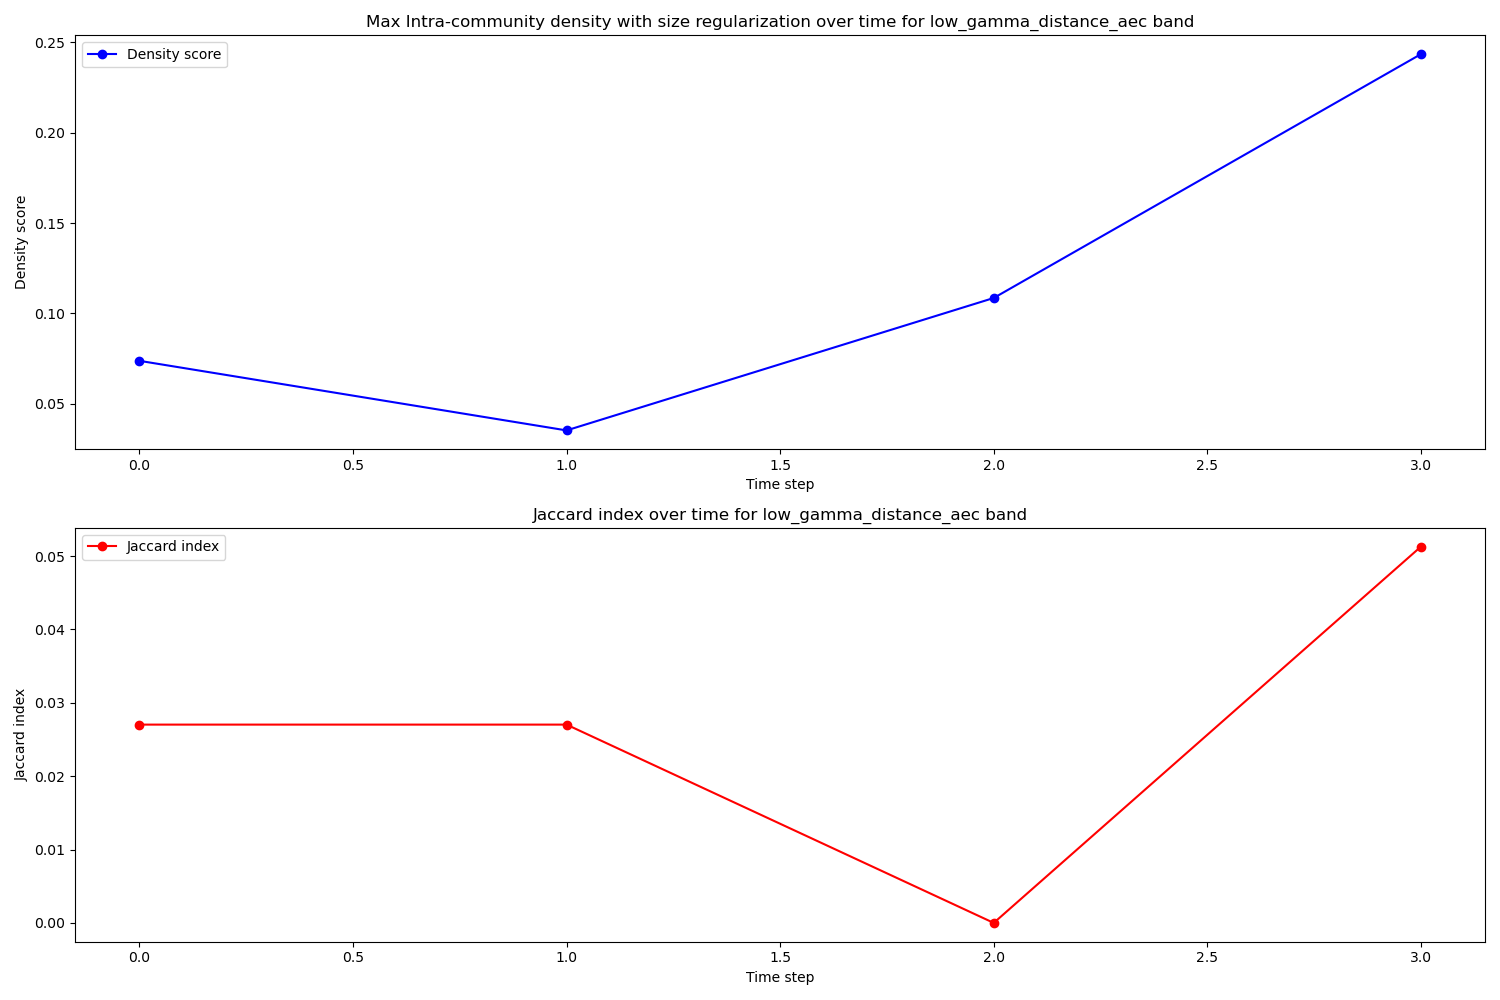 Max Intra-community density with size regularization over time for low_gamma_distance_aec band
Density score
0.25
0.20
0.15
0.10
0.05
Density score
0.0 0.5 1.0 1.5 2.0 2.5 3.0
Time step
Jaccard index over time for low_gamma_distance_aec band
Jaccard index
0.05
0.04
0.03
0.02
0.01
0.00
Jaccard index
0.0 0.5 1.0 1.5 2.0 2.5 3.0
Time step